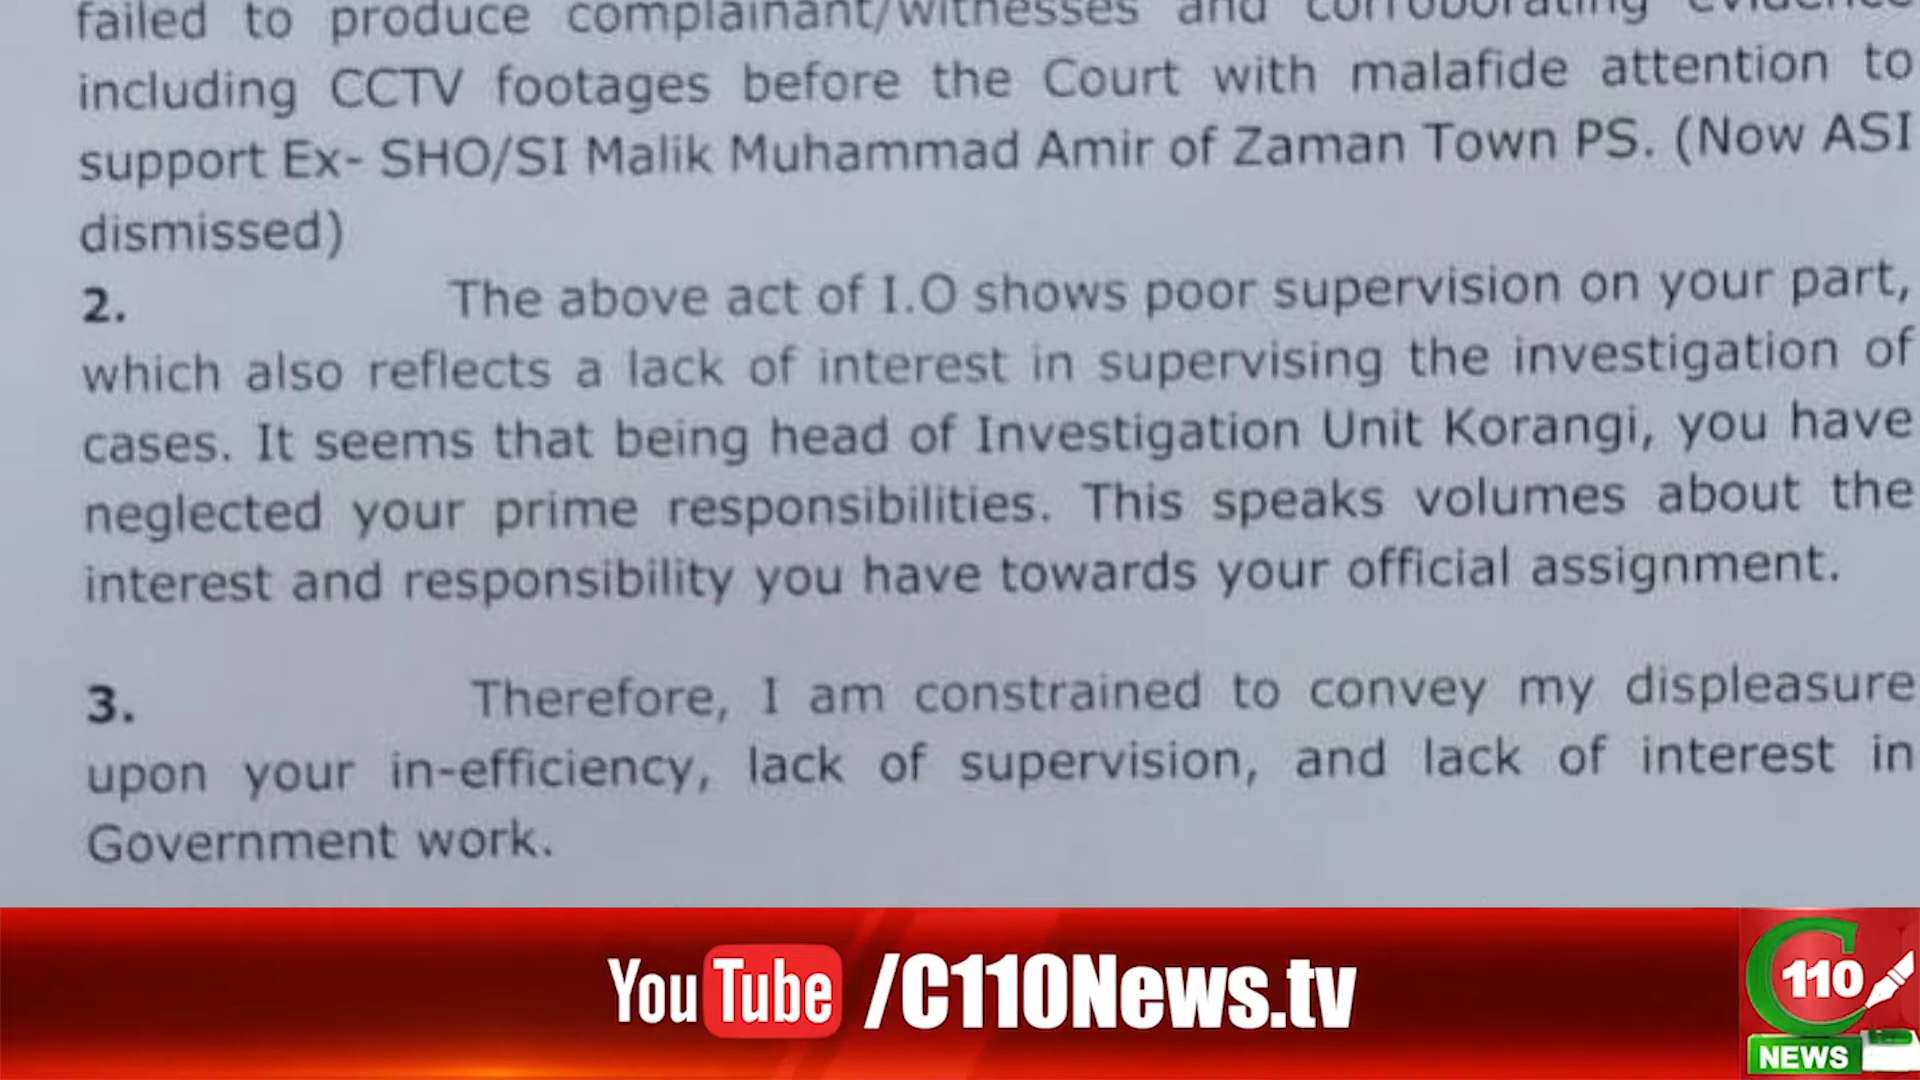 failed to produce complainant/witnesses and corroborating evidence
including CCTV footages before the Court with malafide attention to
support Ex- SHO/SI Malik Muhammad Amir of Zaman Town PS. (Now ASI
dismissed)
2. The above act of I.O shows poor supervision on your part,
which also reflects a lack of interest in supervising the investigation of
cases. It seems that being head of Investigation Unit Korangi, you have
neglected your prime responsibilities. This speaks volumes about the
interest and responsibility you have towards your official assignment.
3. Therefore, I am constrained to convey my displeasure
upon your in-efficiency, lack of supervision, and lack of interest in
Government work.
YouTube /C110News.tv
C 110
NEWS